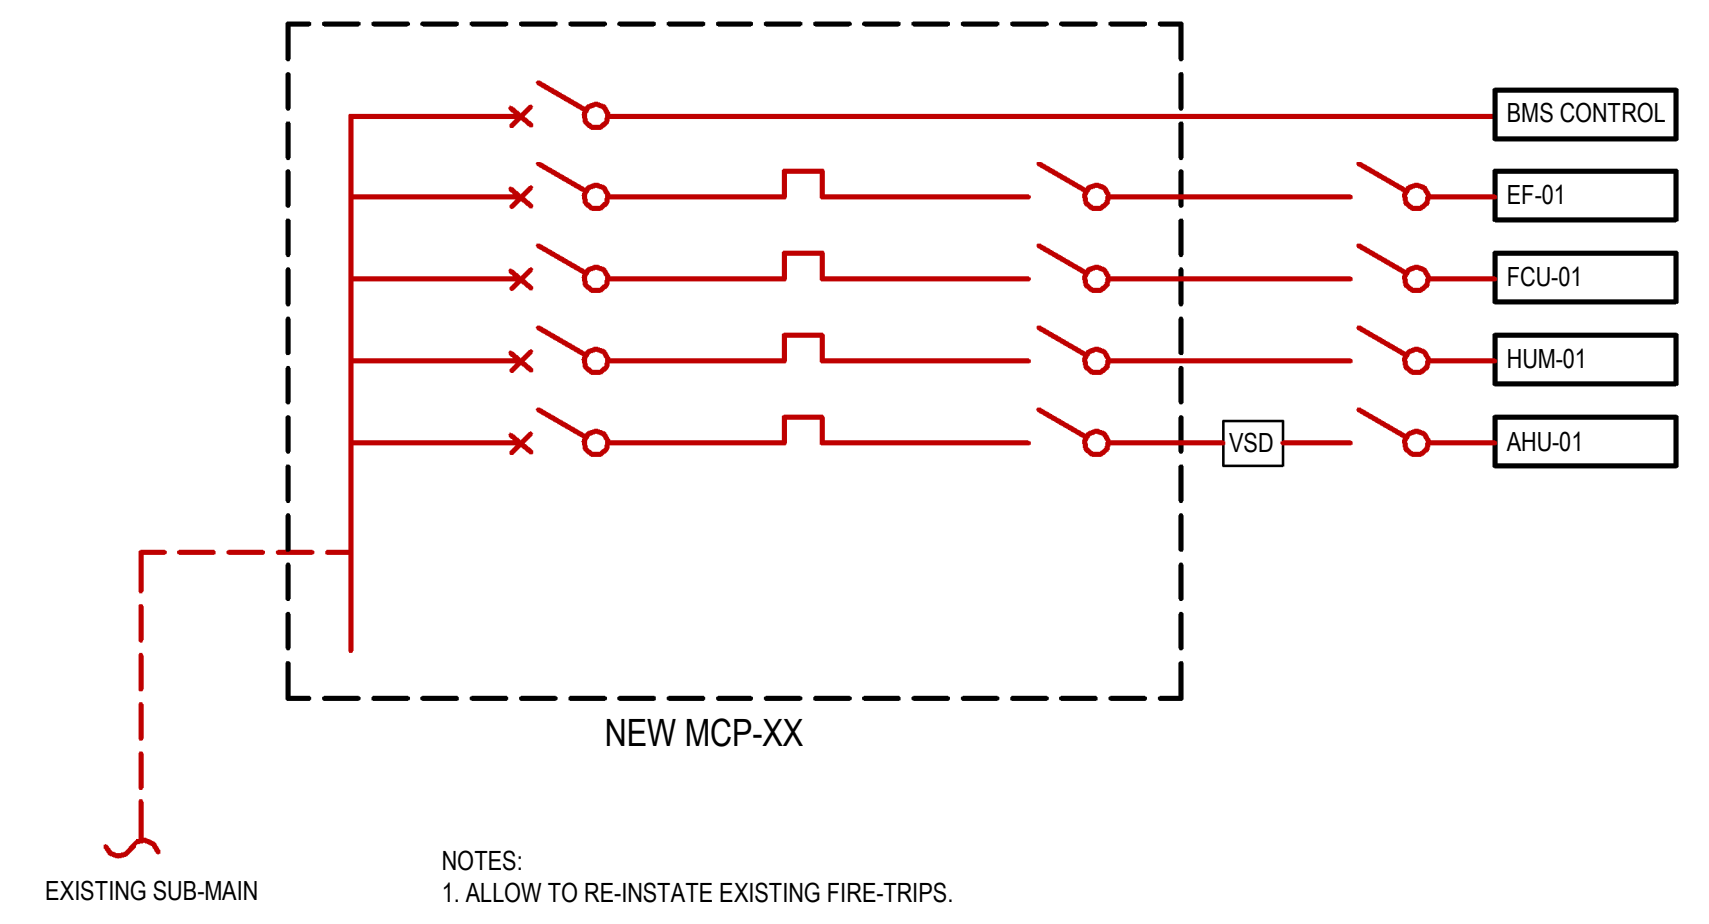 BMS CONTROL
EF-01
FCU-01
HUM-01
VSD
AHU-01
NEW MCP-XX
EXISTING SUB-MAIN
NOTES:
1. ALLOW TO RE-INSTATE EXISTING FIRE-TRIPS.